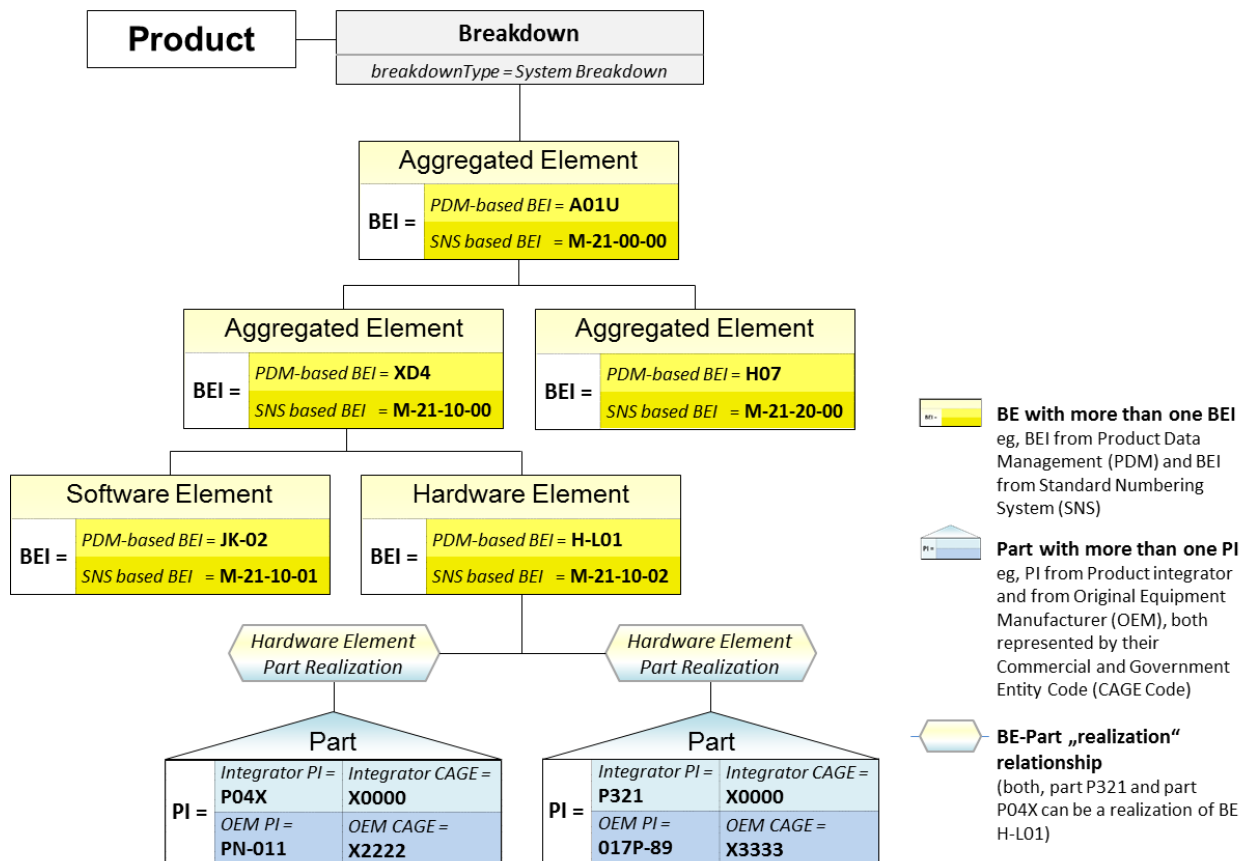 Product
Breakdown
breakdownType = System Breakdown
Aggregated Element
BEI =
PDM-based BEI = A01U
SNS based BEI = M-21-00-00
Aggregated Element
BEI =
PDM-based BEI = XD4
SNS based BEI = M-21-10-00
Aggregated Element
BEI =
PDM-based BEI = H07
SNS based BEI = M-21-20-00
Software Element
BEI =
PDM-based BEI = JK-02
SNS based BEI = M-21-10-01
Hardware Element
BEI =
PDM-based BEI = H-L01
SNS based BEI = M-21-10-02
Hardware Element
Part Realization
Hardware Element
Part Realization
Part
PI =
Integrator PI =
P04X
Integrator CAGE =
X0000
OEM PI =
PN-011
OEM CAGE =
X2222
Part
PI =
Integrator PI =
P321
Integrator CAGE =
X0000
OEM PI =
017P-89
OEM CAGE =
X3333
BEI =
BE with more than one BEI
eg, BEI from Product Data
Management (PDM) and BEI
from Standard Numbering
System (SNS)
PI =
Part with more than one PI
eg, PI from Product integrator
and from Original Equipment
Manufacturer (OEM), both
represented by their
Commercial and Government
Entity Code (CAGE Code)
BE-Part „realization“
relationship
(both, part P321 and part
P04X can be a realization of BE
H-L01)